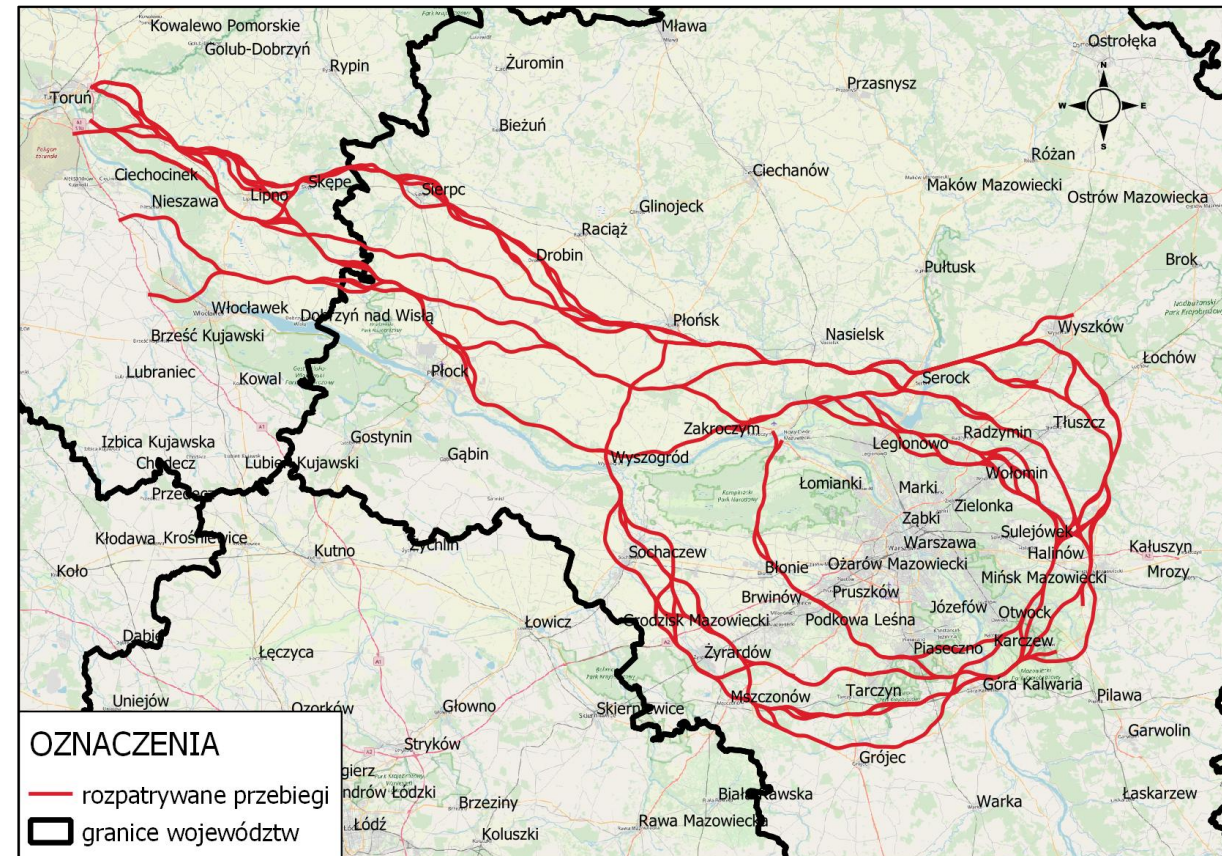 Kowalewo Pomorskie
Golub-Dobrzyń
Rypin
Żuromin
Mława
Ostrołęka
Przasnysz
Toruń
Bieżuń
N
W
E
S
Różan
Ciechanów
Maków Mazowiecki
Ostrów Mazowiecka
Ciechocinek
Nieszawa
Lipno
Skępe
Sierpc
Glinojeck
Raciąż
Drobin
Pułtusk
Brok
Włocławek
Dobrzyń nad Wisłą
Brześć Kujawski
Płońsk
Nasielsk
Wyszków
Łochów
Lubraniec
Kowal
Płock
Serock
Tłuszcz
Izbica Kujawska
Chodecz
Lubień Kujawski
Gostynin
Gąbin
Wyszogród
Zakroczym
Legionowo
Radzymin
Wołomin
Przedecz
Łomianki
Marki
Zielonka
Ząbki
Kłodawa
Krośniewice
Kutno
Żychlin
Sochaczew
Warszawa
Sulejówek
Halinów
Kałuszyn
Koło
Błonie
Ożarów Mazowiecki
Mińsk Mazowiecki
Mrozy
Brwinów
Pruszków
Józefów
Otwock
Dąbie
Łowicz
Grodzisk Mazowiecki
Podkowa Leśna
Łęczyca
Żyrardów
Piaseczno
Karczew
Uniejów
Ozorków
Głowno
Skierniewice
Mszczonów
Tarczyn
Góra Kalwaria
Pilawa
Garwolin
Stryków
Grójec
gierz
ndrów Łódzki
Brzeziny
Biała Rawska
Warka
Łaskarzew
Łódź
Koluszki
Rawa Mazowiecka
OZNACZENIA
rozpatrywane przebiegi
granice województw